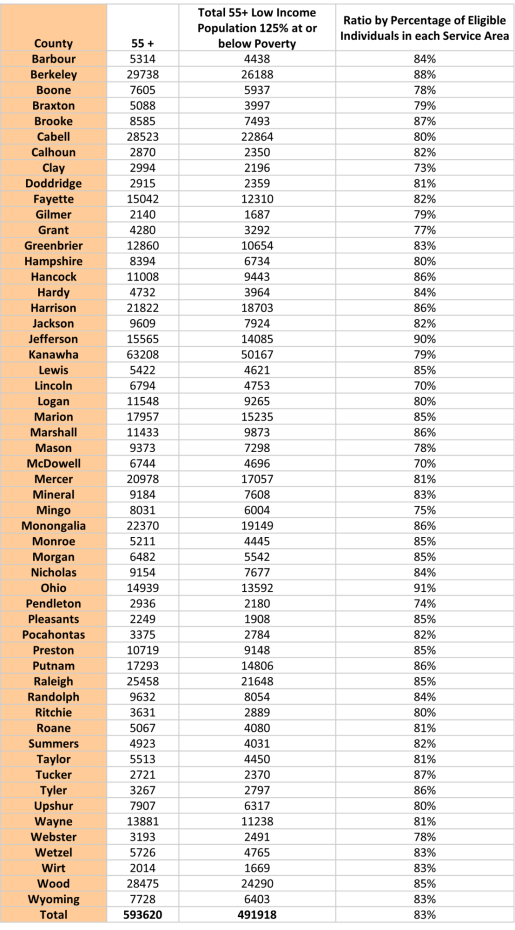 Total 55+ Low Income
Population 125% at or
below Poverty
Ratio by Percentage of Eligible
Individuals in each Service Area
County 55 +
Barbour 5314 4438 84%
Berkeley 29738 26188 88%
Boone 7605 5937 78%
Braxton 5088 3997 79%
Brooke 8585 7493 87%
Cabell 28523 22864 80%
Calhoun 2870 2350 82%
Clay 2994 2196 73%
Doddridge 2915 2359 81%
Fayette 15042 12310 82%
Gilmer 2140 1687 79%
Grant 4280 3292 77%
Greenbrier 12860 10654 83%
Hampshire 8394 6734 80%
Hancock 11008 9443 86%
Hardy 4732 3964 84%
Harrison 21822 18703 86%
Jackson 9609 7924 82%
Jefferson 15565 14085 90%
Kanawha 63208 50167 79%
Lewis 5422 4621 85%
Lincoln 6794 4753 70%
Logan 11548 9265 80%
Marion 17957 15235 85%
Marshall 11433 9873 86%
Mason 9373 7298 78%
McDowell 6744 4696 70%
Mercer 20978 17057 81%
Mineral 9184 7608 83%
Mingo 8031 6004 75%
Monongalia 22370 19149 86%
Monroe 5211 4445 85%
Morgan 6482 5542 85%
Nicholas 9154 7677 84%
Ohio 14939 13592 91%
Pendleton 2936 2180 74%
Pleasants 2249 1908 85%
Pocahontas 3375 2784 82%
Preston 10719 9148 85%
Putnam 17293 14806 86%
Raleigh 25458 21648 85%
Randolph 9632 8054 84%
Ritchie 3631 2889 80%
Roane 5067 4080 81%
Summers 4923 4031 82%
Taylor 5513 4450 81%
Tucker 2721 2370 87%
Tyler 3267 2797 86%
Upshur 7907 6317 80%
Wayne 13881 11238 81%
Webster 3193 2491 78%
Wetzel 5726 4765 83%
Wirt 2014 1669 83%
Wood 28475 24290 85%
Wyoming 7728 6403 83%
Total 593620 491918 83%